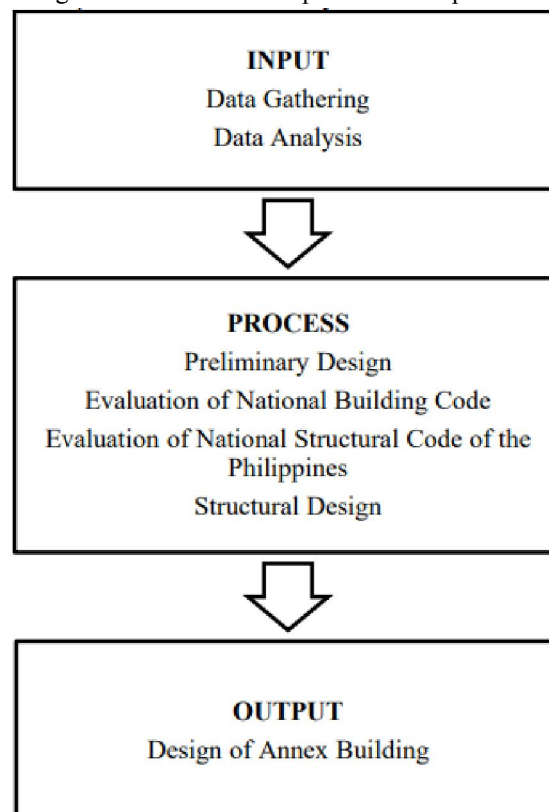 INPUT
Data Gathering
Data Analysis
PROCESS
Preliminary Design
Evaluation of National Building Code
Evaluation of National Structural Code of the
Philippines
Structural Design
OUTPUT
Design of Annex Building